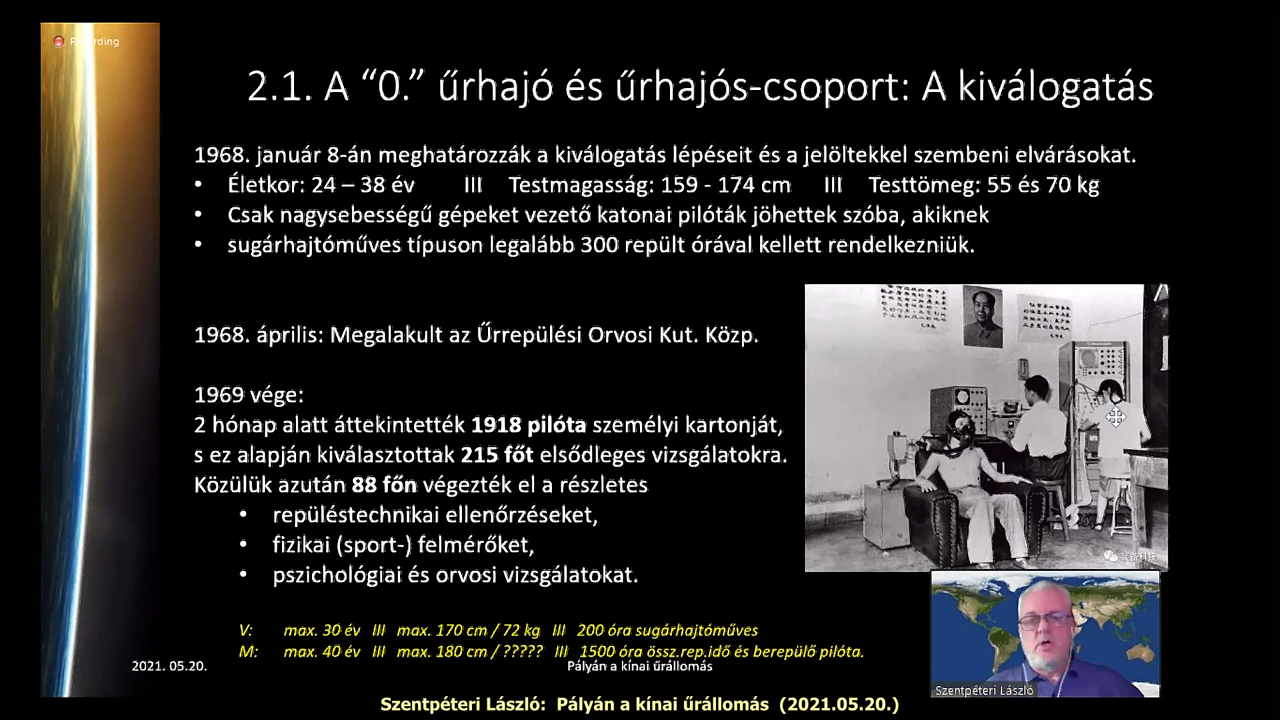 Recording
2.1. A “0.” űrhajó és űrhajós-csoport: A kiválogatás
1968. január 8-án meghatározzák a kiválogatás lépéseit és a jelöltekkel szembeni elvárásokat.
• Életkor: 24 – 38 év III Testmagasság: 159 - 174 cm III Testtömeg: 55 és 70 kg
• Csak nagysebességű gépeket vezető katonai pilóták jöhettek szóba, akiknek
• sugárhajtóműves típuson legalább 300 repült órával kellett rendelkezniük.
1968. április: Megalakult az Űrrepülési Orvosi Kut. Közp.
1969 vége:
2 hónap alatt áttekintették 1918 pilóta személyi kartonját,
s ez alapján kiválasztottak 215 főt elsődleges vizsgálatokra.
Közülük azután 88 főn végezték el a részletes
• repüléstechnikai ellenőrzéseket,
• fizikai (sport-) felmérőket,
• pszichológiai és orvosi vizsgálatokat.
V: max. 30 év III max. 170 cm / 72 kg III 200 óra sugárhajtóműves
M: max. 40 év III max. 180 cm / ????? III 1500 óra össz.rep.idő és berepülő pilóta.
2021. 05.20.
Pályán a kínai űrállomás
Szentpéteri László
Szentpéteri László: Pályán a kínai űrállomás (2021.05.20.)